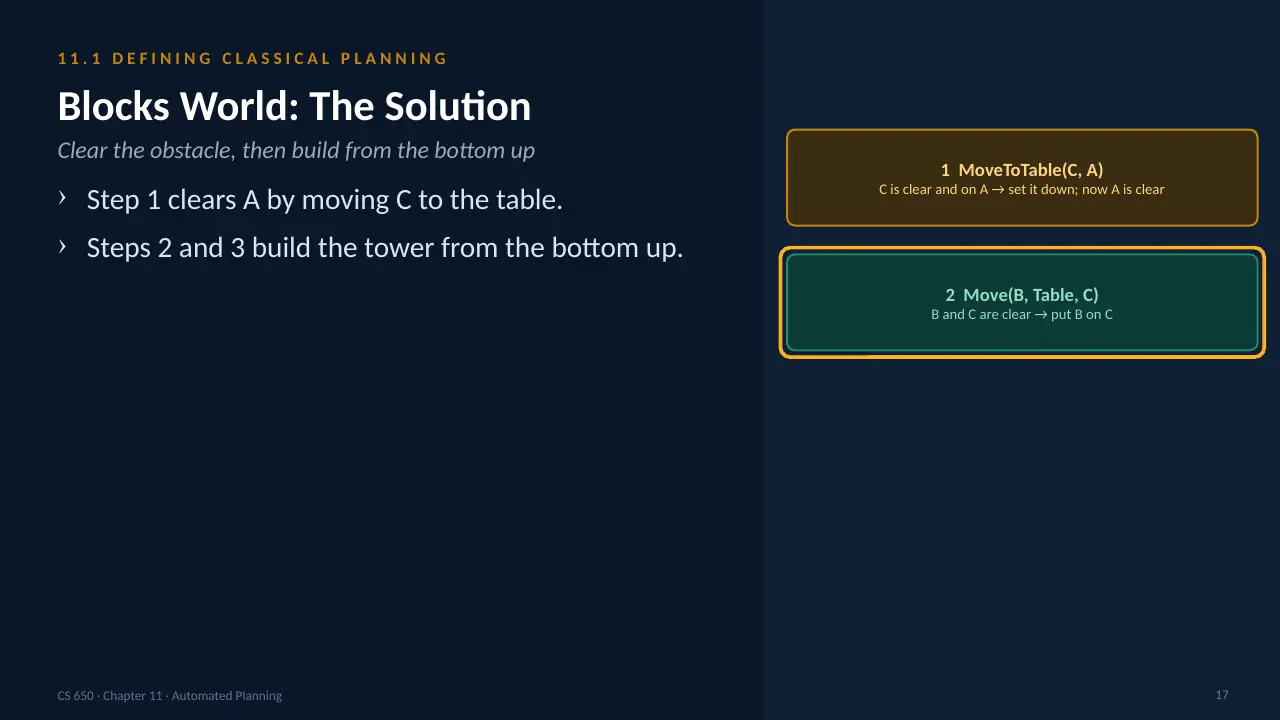 11.1 DEFINING CLASSICAL PLANNING
Blocks World: The Solution
Clear the obstacle, then build from the bottom up
› Step 1 clears A by moving C to the table.
› Steps 2 and 3 build the tower from the bottom up.
1 MoveToTable(C, A)
C is clear and on A → set it down; now A is clear
2 Move(B, Table, C)
B and C are clear → put B on C
CS 650 · Chapter 11 · Automated Planning
17